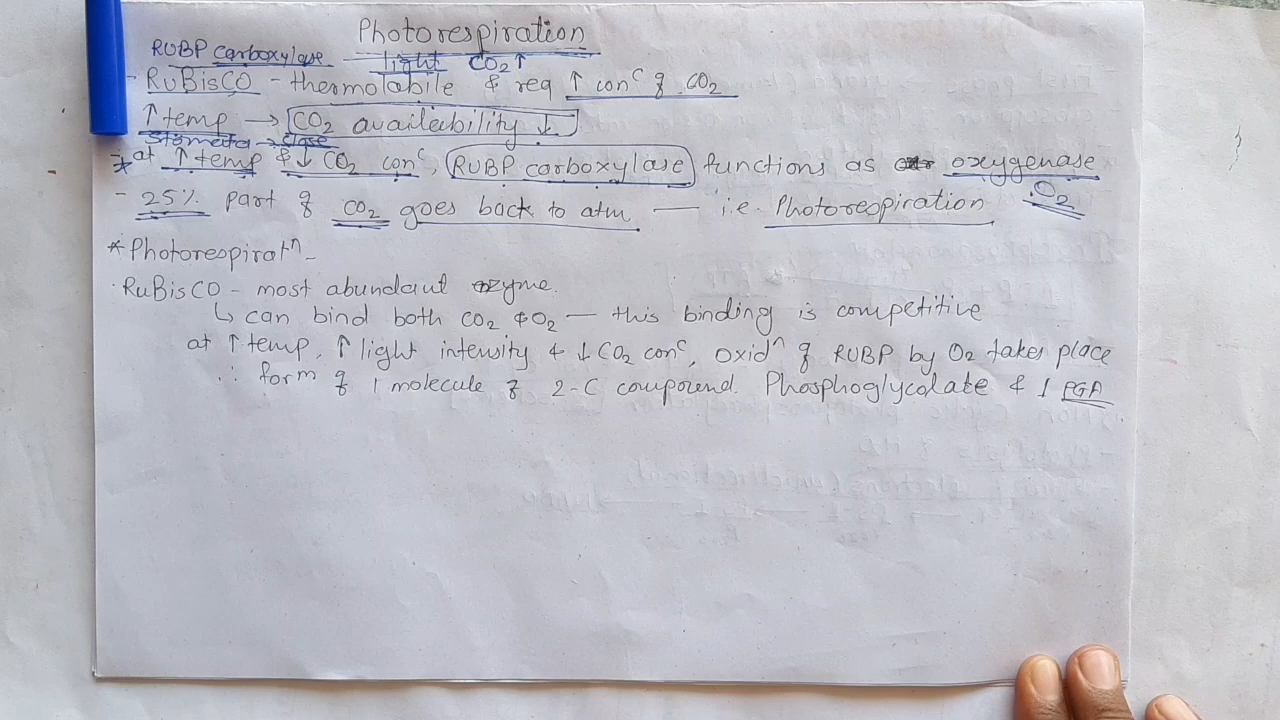 Photorespiration
RUBP carboxylase light CO2↑
- RuBisCO - thermolabile & req ↑ conᶜ of CO2
↑ temp → CO2 availability ↓
stomata → close
* at ↑ temp & ↓ CO2 conᶜ, RUBP carboxylase functions as oxygenase
O2
- 25% part of CO2 goes back to atm — i.e. Photorespiration
* Photorespiratⁿ -
RuBisCO - most abundant enzyme.
↳ can bind both CO2 & O2 — this binding is competitive
at ↑ temp, ↑ light intensity & ↓ CO2 conᶜ, oxidⁿ of RUBP by O2 takes place
∴ formⁿ of 1 molecule of 2-C compound Phosphoglycolate & 1 PGA